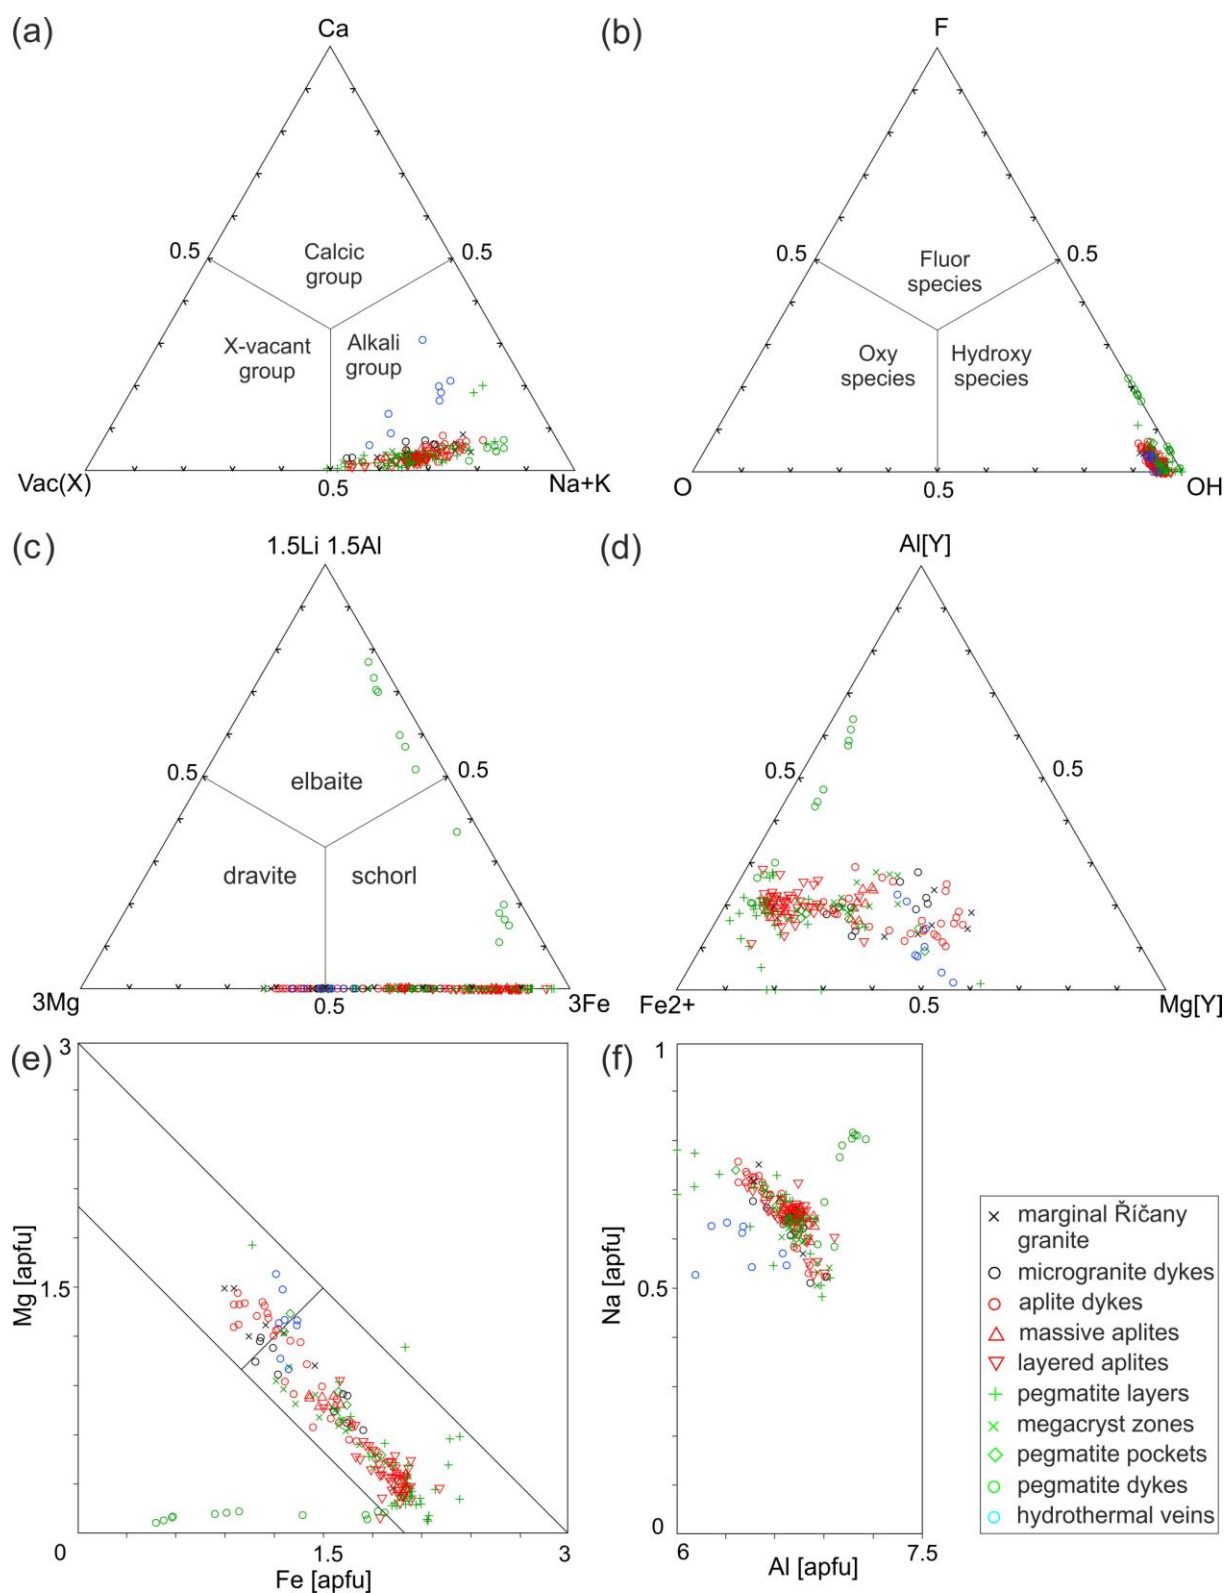 (a)
Ca
0.5
0.5
Calcic
group
X-vacant
group
Alkali
group
Vac(X)
0.5
Na+K
(b)
F
0.5
0.5
Fluor
species
Oxy
species
Hydroxy
species
O
0.5
OH
(c)
1.5Li 1.5Al
0.5
0.5
elbaite
dravite
schorl
3Mg
0.5
3Fe
(d)
Al[Y]
0.5
0.5
Fe2+
0.5
Mg[Y]
(e)
3
1.5
Mg [apfu]
0
1.5
3
Fe [apfu]
(f)
1
0.5
Na [apfu]
0
6
7.5
Al [apfu]
marginal Říčany
granite
microgranite dykes
aplite dykes
massive aplites
layered aplites
pegmatite layers
megacryst zones
pegmatite pockets
pegmatite dykes
hydrothermal veins